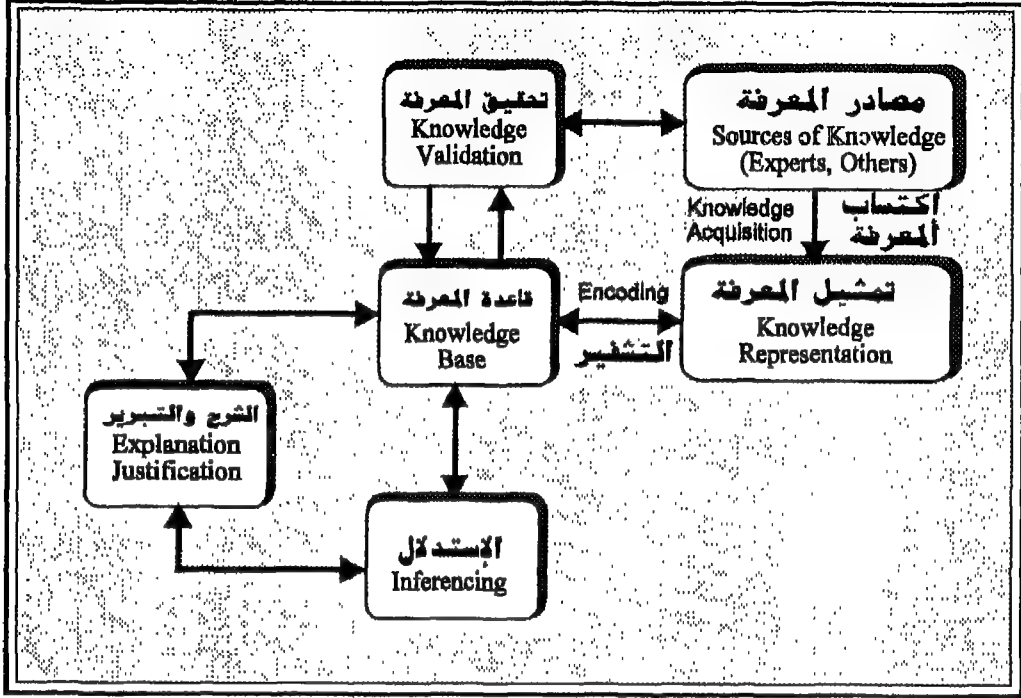 تحقيق المعرفة
Knowledge
Validation
مصادر المعرفة
Sources of Knowledge
(Experts, Others)
Knowledge
Acquisition
اكتساب
المعرفة
قاعدة المعرفة
Knowledge
Base
Encoding
التشفير
تمثيل المعرفة
Knowledge
Representation
الشرح والتبرير
Explanation
Justification
الإستدلال
Inferencing